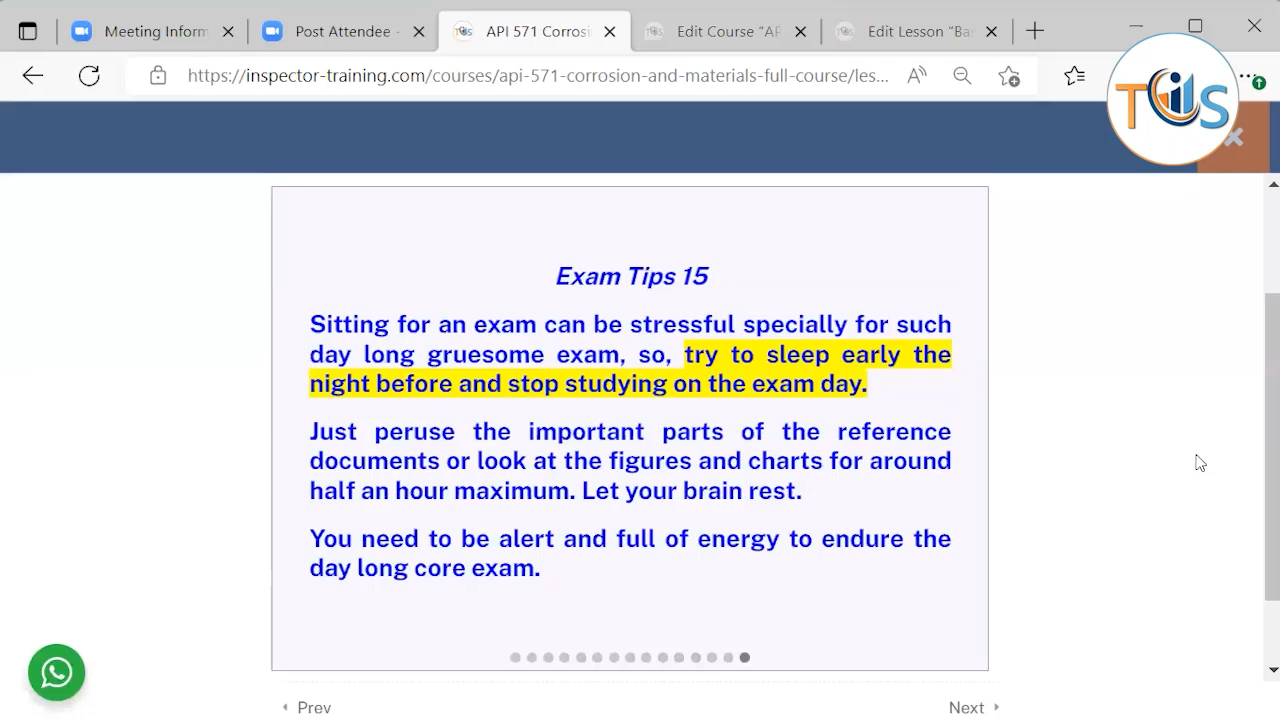 Meeting Inform
Post Attendee -
API 571 Corrosi
Edit Course “AP
Edit Lesson “Ba
https://inspector-training.com/courses/api-571-corrosion-and-materials-full-course/les...
TIS
Exam Tips 15
Sitting for an exam can be stressful specially for such
day long gruesome exam, so, try to sleep early the
night before and stop studying on the exam day.
Just peruse the important parts of the reference
documents or look at the figures and charts for around
half an hour maximum. Let your brain rest.
You need to be alert and full of energy to endure the
day long core exam.
Prev
Next